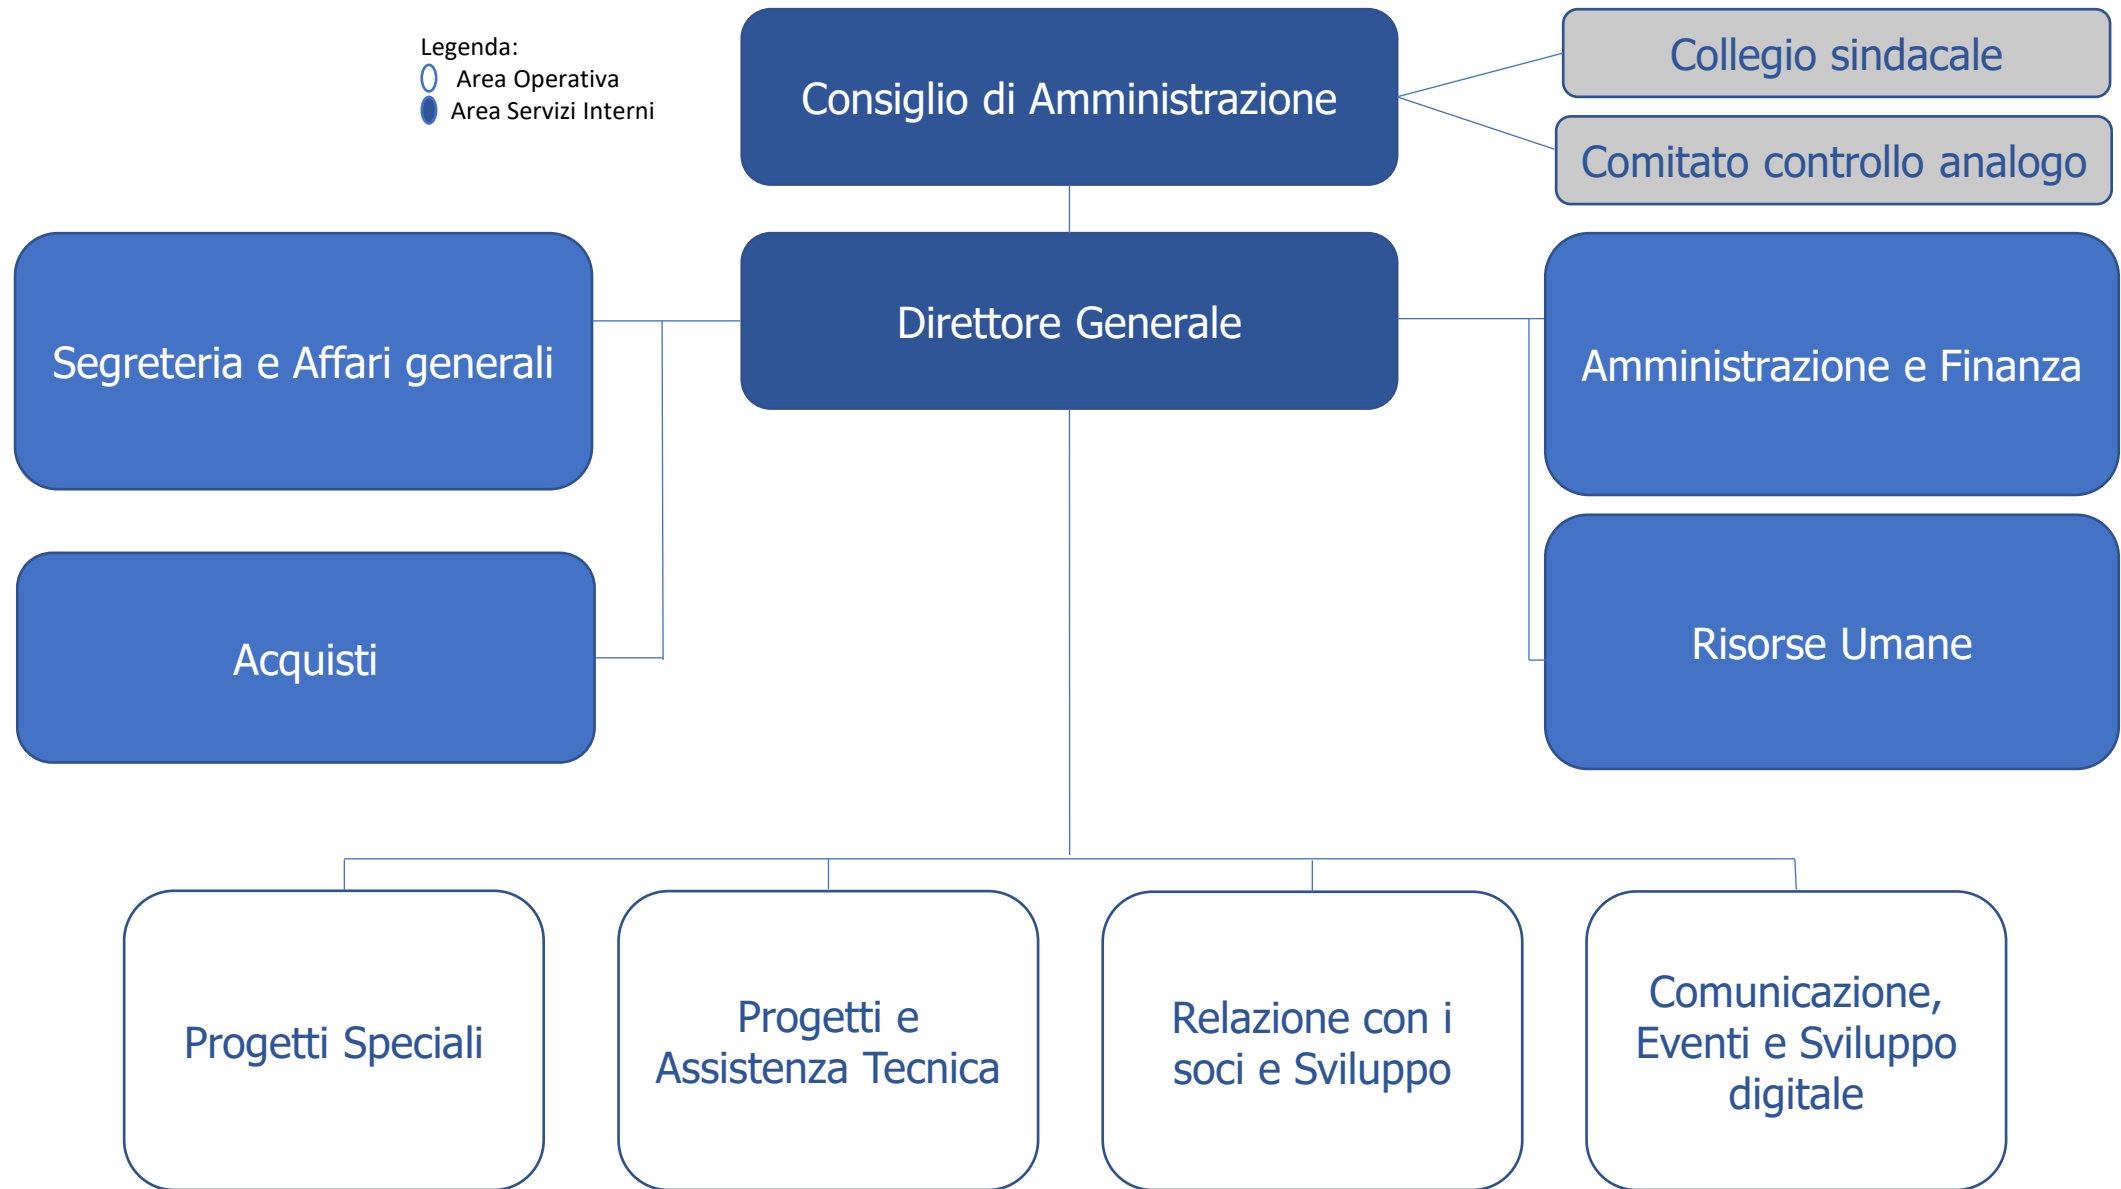 Legenda:
Area Operativa
Area Servizi Interni
Consiglio di Amministrazione
Collegio sindacale
Comitato controllo analogo
Segreteria e Affari generali
Direttore Generale
Amministrazione e Finanza
Acquisti
Risorse Umane
Progetti Speciali
Progetti e
Assistenza Tecnica
Relazione con i
soci e Sviluppo
Comunicazione,
Eventi e Sviluppo
digitale